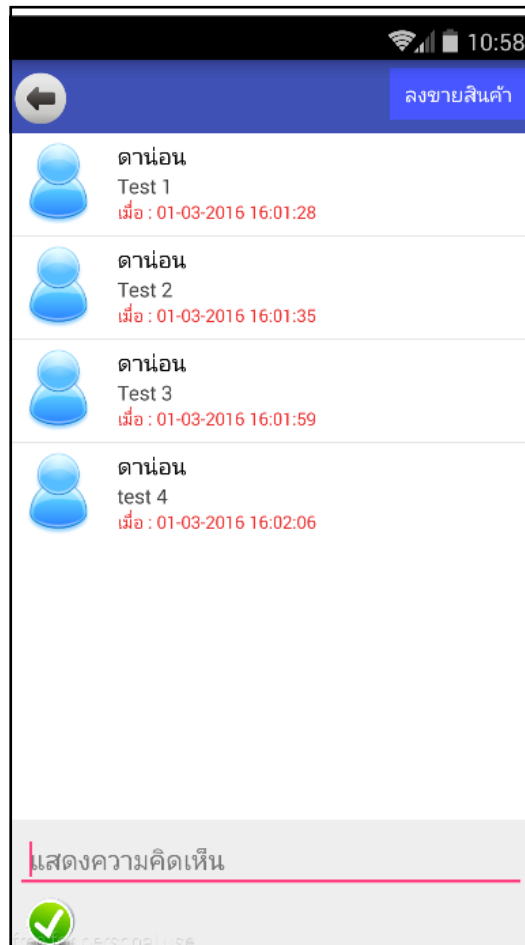 10:58
ลงขายสินค้า
ดาน่อน
Test 1
เมื่อ : 01-03-2016 16:01:28
ดาน่อน
Test 2
เมื่อ : 01-03-2016 16:01:35
ดาน่อน
Test 3
เมื่อ : 01-03-2016 16:01:59
ดาน่อน
test 4
เมื่อ : 01-03-2016 16:02:06
แสดงความคิดเห็น
personal use